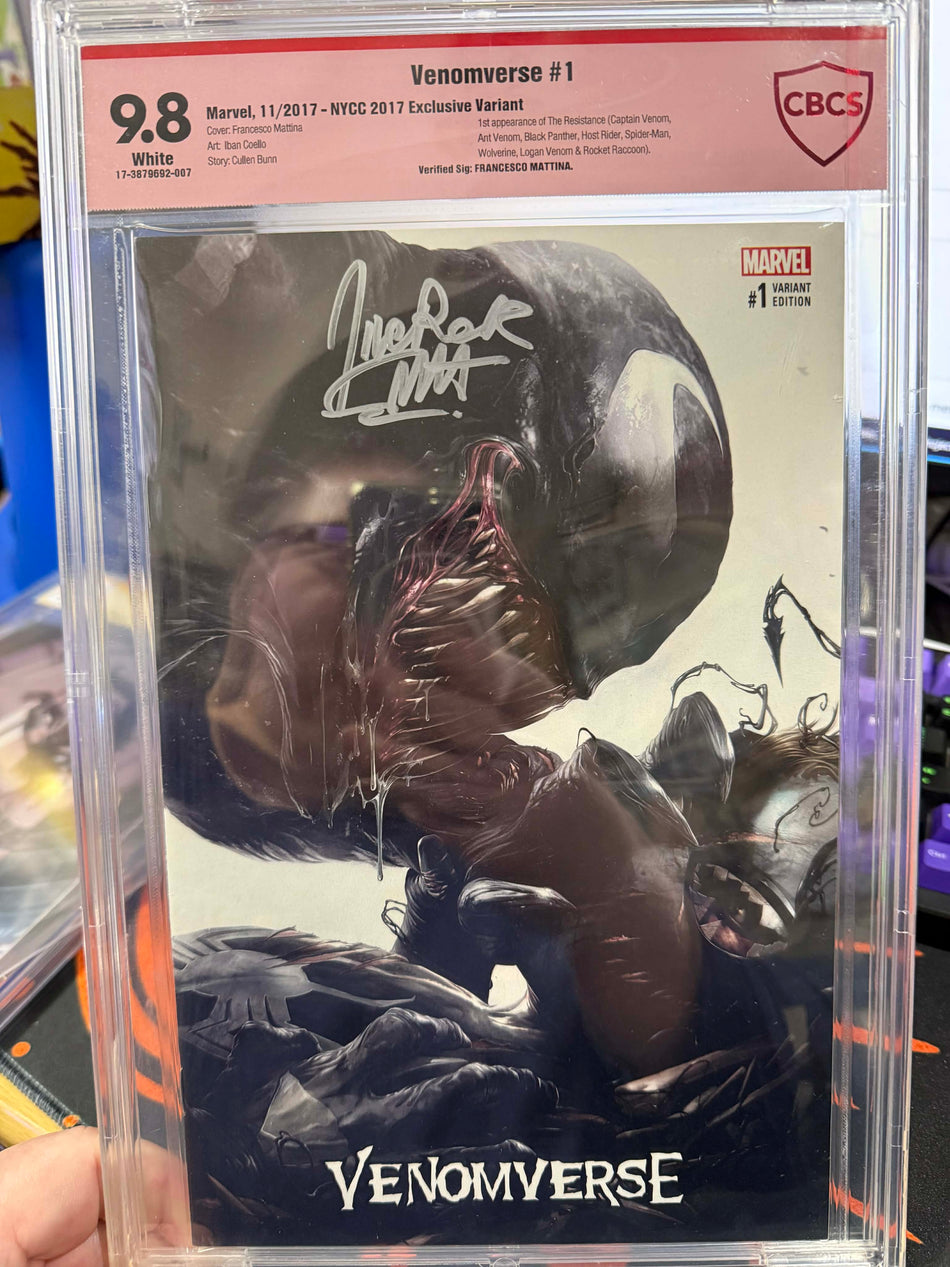 Venomverse #1
9.8
White
17-3879692-007
Marvel, 11/2017 - NYCC 2017 Exclusive Variant
Cover: Francesco Mattina
Art: Iban Coello
Story: Cullen Bunn
1st appearance of The Resistance (Captain Venom,
Ant Venom, Black Panther, Host Rider, Spider-Man,
Wolverine, Logan Venom & Rocket Raccoon).
Verified Sig: FRANCESCO MATTINA.
CBCS
MARVEL
#1 VARIANT
EDITION
VENOMVERSE